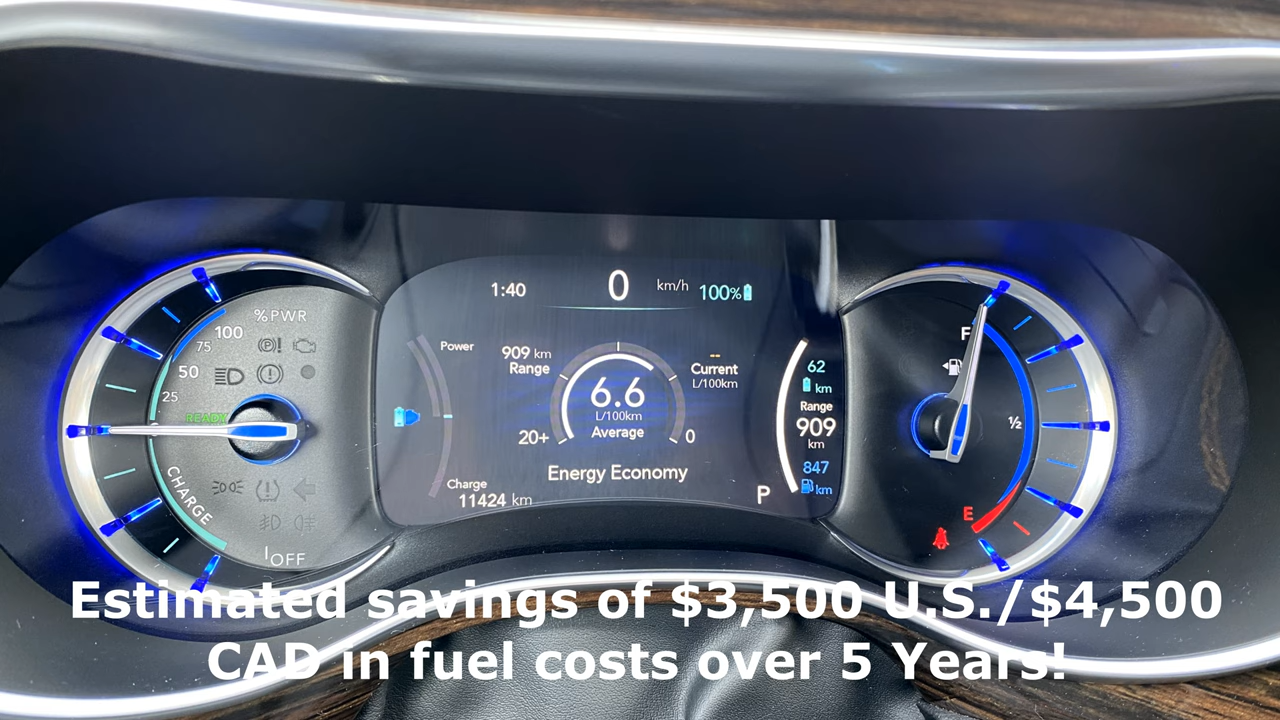 %PWR
100
75
50
25
READY
CHARGE
OFF
1:40
0 km/h
100%
Power
909 km
Range
6.6
L/100km
Average
--
Current
L/100km
20+
0
Energy Economy
Charge
11424 km
P
62
km
Range
909
km
847
km
F
½
E
Estimated savings of $3,500 U.S./$4,500
CAD in fuel costs over 5 Years!